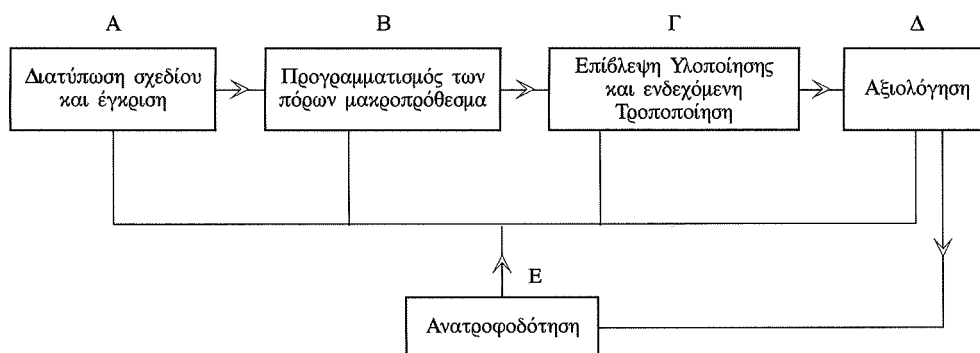 Α
Β
Γ
Δ
Διατύπωση σχεδίου
και έγκριση
Προγραμματισμός των
πόρων μακροπρόθεσμα
Επίβλεψη Υλοποίησης
και ενδεχόμενη
Τροποποίηση
Αξιολόγηση
Ε
Ανατροφοδότηση